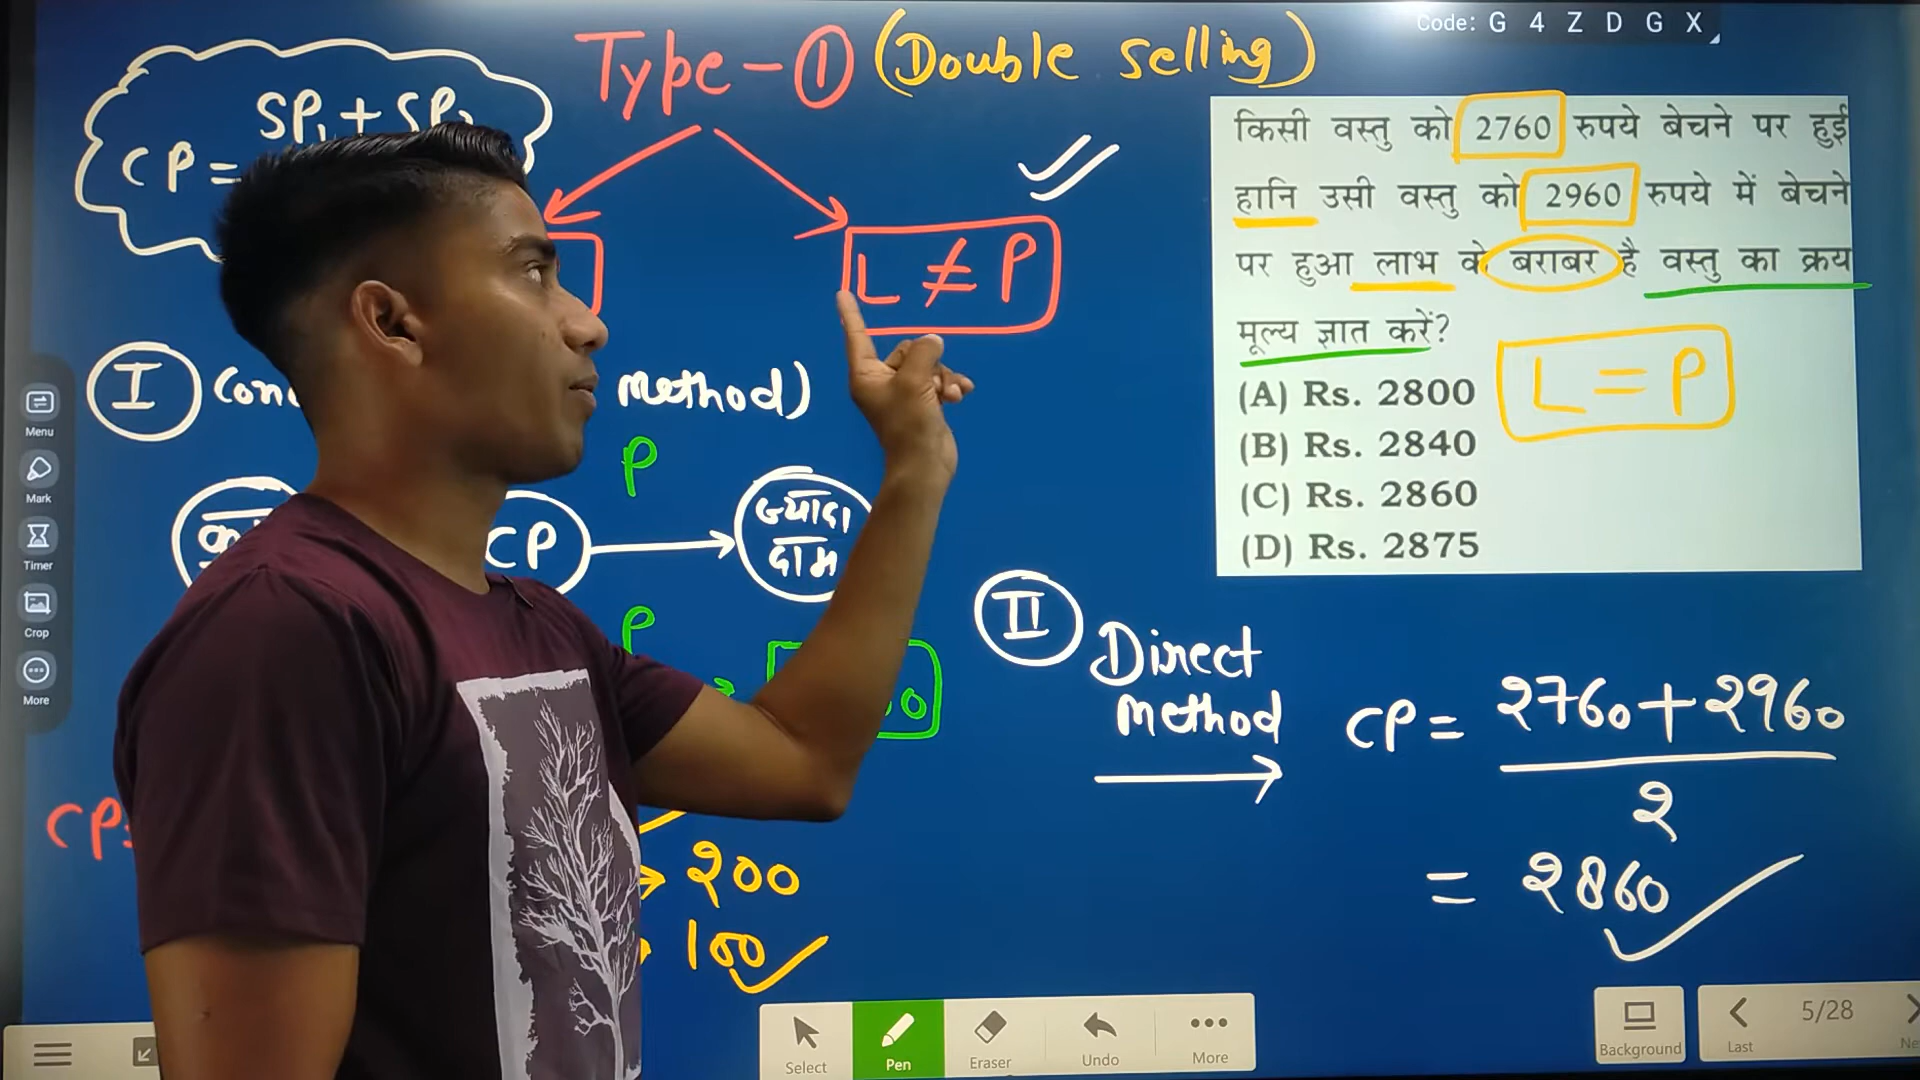 Code: G 4 Z D G X
Type-① (Double selling)
SP₁ + SP₂
CP =
L ≠ P
किसी वस्तु को 2760 रुपये बेचने पर हुई
हानि उसी वस्तु को 2960 रुपये में बेचने
पर हुआ लाभ के बराबर है वस्तु का क्रय
मूल्य ज्ञात करें?
(A) Rs. 2800
(B) Rs. 2840
(C) Rs. 2860
(D) Rs. 2875
L = P
I method)
P
CP
ज्यादा
दाम
P
CP=
200
100
II Direct
method
CP = २760+२960
२
= २860
Menu
Mark
Timer
Crop
More
Select
Pen
Eraser
Undo
More
Background
Last
5/28